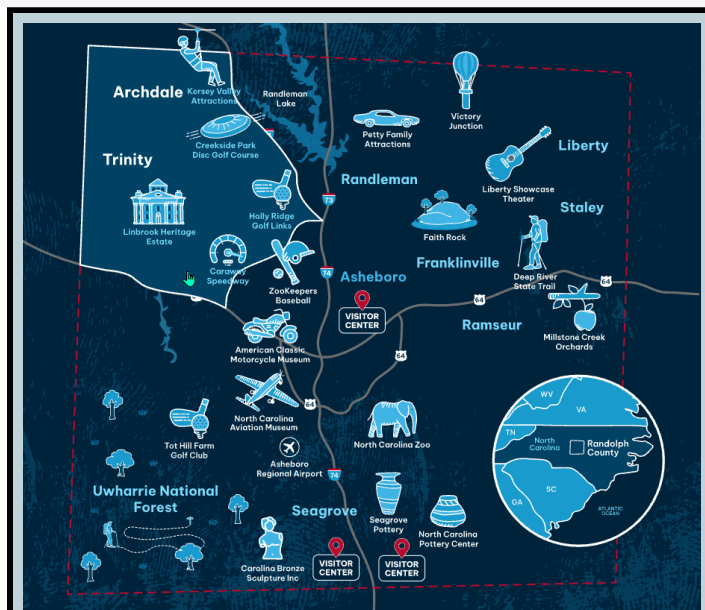 Archdale
Kersey Valley
Attractions
Randleman
Lake
Victory
Junction
Petty Family
Attractions
Creekside Park
Disc Golf Course
Liberty
Trinity
Randleman
Liberty Showcase
Theater
73
Linbrook Heritage
Estate
Holly Ridge
Golf Links
Staley
Faith Rock
Franklinville
Caraway
Speedway
74
Asheboro
Deep River
State Trail
64
ZooKeepers
Baseball
64
VISITOR
CENTER
Ramseur
Millstone Creek
Orchards
American Classic
Motorcycle Museum
64
WV
VA
64
North Carolina
Aviation Museum
TN
North
Carolina
Randolph
County
Tot Hill Farm
Golf Club
North Carolina Zoo
Asheboro
Regional Airport
74
SC
GA
ATLANTIC
OCEAN
Uwharrie National
Forest
Seagrove
Seagrove
Pottery
North Carolina
Pottery Center
Carolina Bronze
Sculpture Inc
VISITOR
CENTER
VISITOR
CENTER